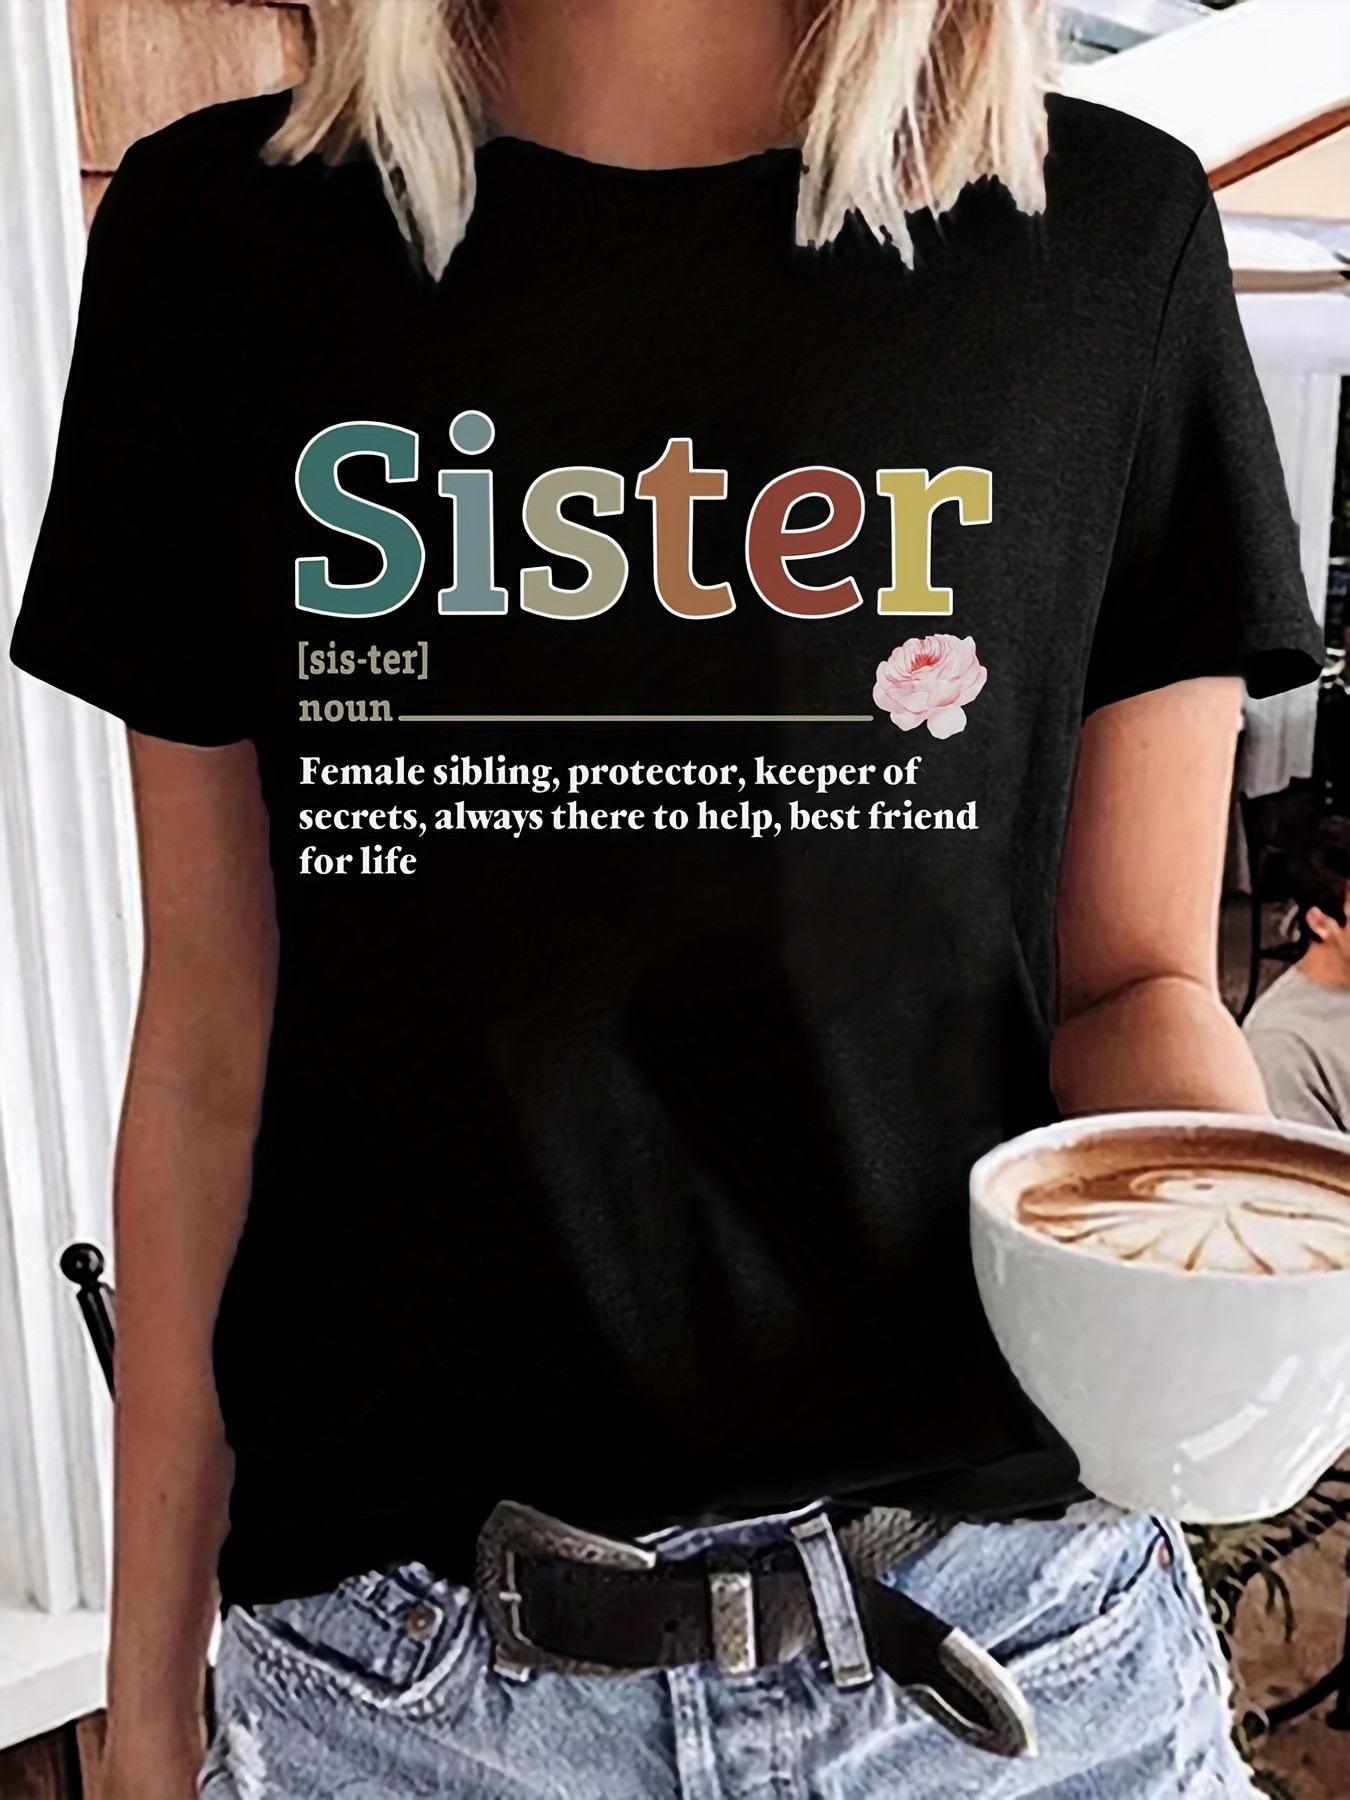 Sister
[sis-ter]
noun
Female sibling, protector, keeper of
secrets, always there to help, best friend
for life